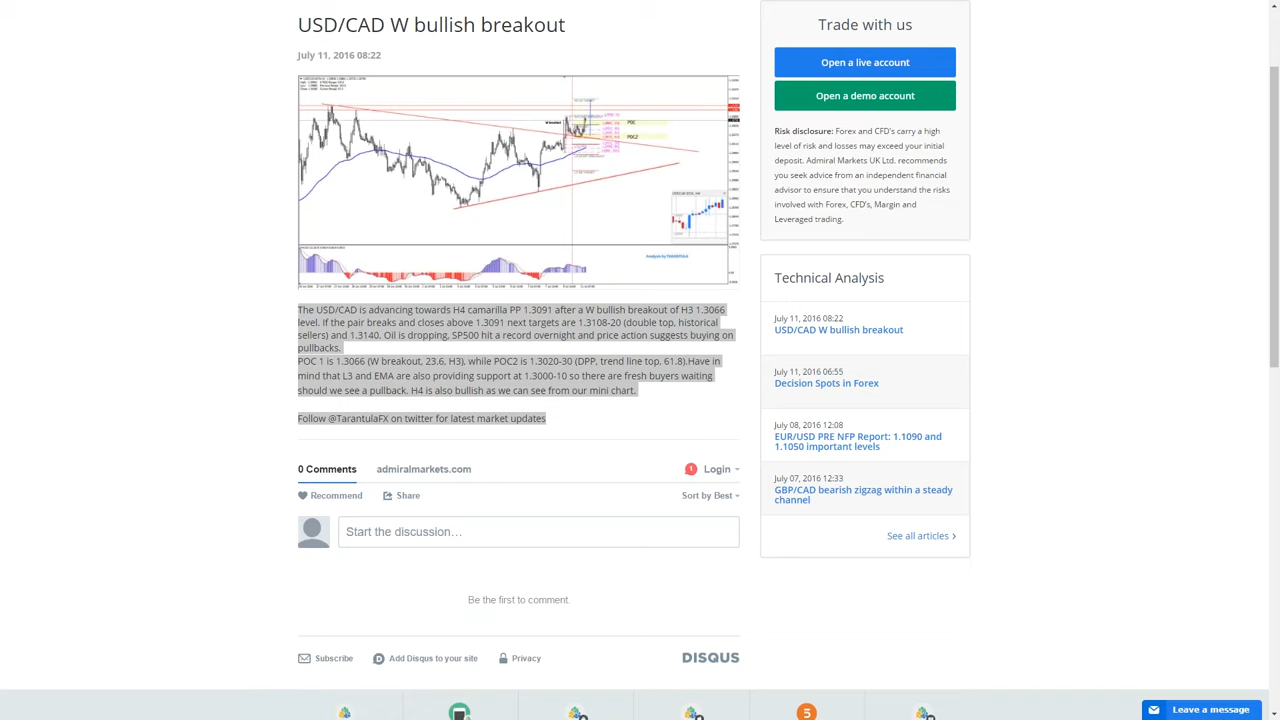 USD/CAD W bullish breakout
July 11, 2016 08:22
POC
POC2
Analysis by TARANTULA
The USD/CAD is advancing towards H4 camarilla PP 1.3091 after a W bullish breakout of H3 1.3066
level. If the pair breaks and closes above 1.3091 next targets are 1.3108-20 (double top, historical
sellers) and 1.3140. Oil is dropping, SP500 hit a record overnight and price action suggests buying on
pullbacks.
POC 1 is 1.3066 (W breakout, 23.6, H3), while POC2 is 1.3020-30 (DPP, trend line top, 61.8).Have in
mind that L3 and EMA are also providing support at 1.3000-10 so there are fresh buyers waiting
should we see a pullback. H4 is also bullish as we can see from our mini chart.
Follow @TarantulaFX on twitter for latest market updates
0 Comments
admiralmarkets.com
1
Login
Recommend
Share
Sort by Best
Start the discussion…
Be the first to comment.
Subscribe
Add Disqus to your site
Privacy
DISQUS
Trade with us
Open a live account
Open a demo account
Risk disclosure: Forex and CFD's carry a high
level of risk and losses may exceed your initial
deposit. Admiral Markets UK Ltd. recommends
you seek advice from an independent financial
advisor to ensure that you understand the risks
involved with Forex, CFD's, Margin and
Leveraged trading.
Technical Analysis
July 11, 2016 08:22
USD/CAD W bullish breakout
July 11, 2016 06:55
Decision Spots in Forex
July 08, 2016 12:08
EUR/USD PRE NFP Report: 1.1090 and
1.1050 important levels
July 07, 2016 12:33
GBP/CAD bearish zigzag within a steady
channel
See all articles
5
Leave a message